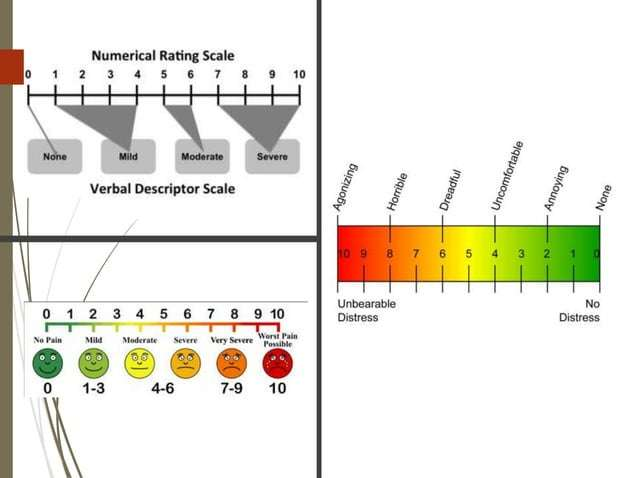 Numerical Rating Scale
0 1 2 3 4 5 6 7 8 9 10
None Mild Moderate Severe
Verbal Descriptor Scale
0 1 2 3 4 5 6 7 8 9 10
No Pain Mild Moderate Severe Very Severe Worst Pain
Possible
0 1-3 4-6 7-9 10
Agonizing Horrible Dreadful Uncomfortable Annoying None
10 9 8 7 6 5 4 3 2 1 0
Unbearable No
Distress Distress